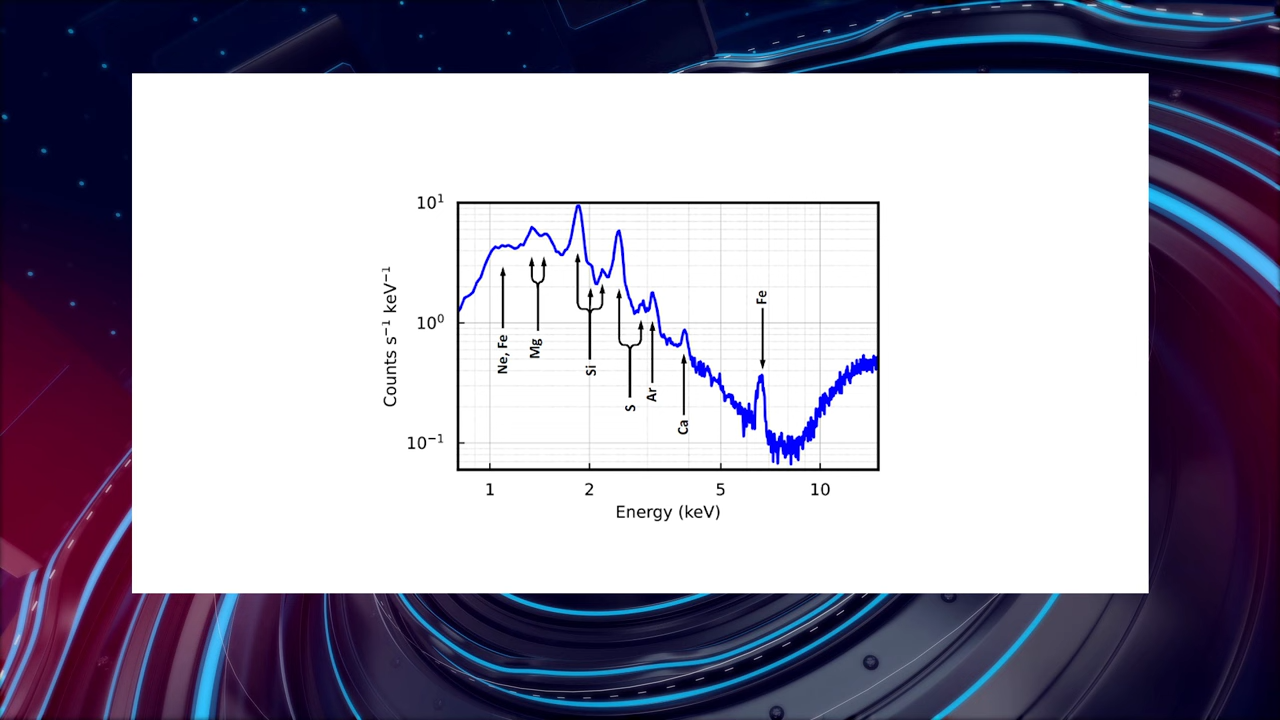 10¹
10⁰
10⁻¹
Counts s⁻¹ keV⁻¹
Ne, Fe
Mg
Si
S
Ar
Ca
Fe
1 2 5 10
Energy (keV)